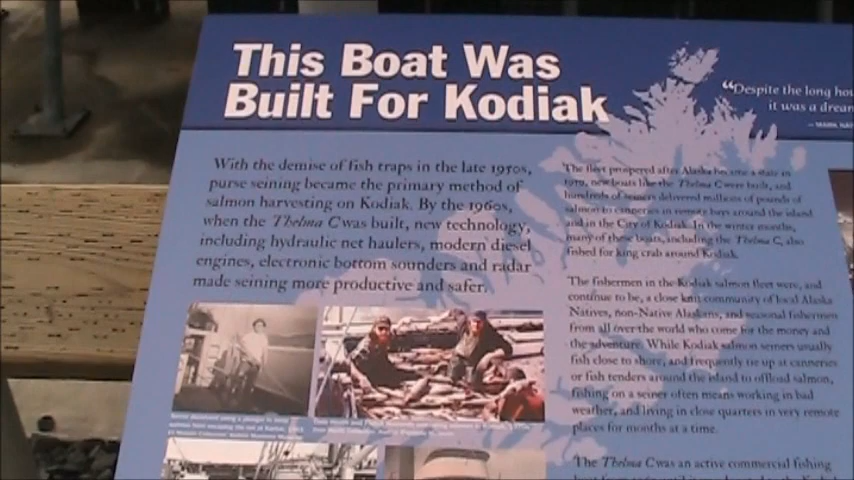 This Boat Was
Built For Kodiak
"Despite the long
it was a
With the demise of fish traps in the late 1950s,
purse seining became the primary method of
salmon harvesting on Kodiak. By the 1960s,
when the Thelma C was built, new technology,
including hydraulic net haulers, modern diesel
engines, electronic bottom sounders and radar
made seining more productive and safer.
The fleet prospered after Alaska became a state in
1959, new boats like the Thelma C were built, and
hundreds of seiners delivered millions of pounds of
salmon to canneries in remote bays around the island
and in the City of Kodiak. In the winter months,
many of these boats, including the Thelma C, also
fished for king crab around Kodiak.
The fishermen in the Kodiak salmon fleet were, and
continue to be, a close knit community of local Alaska
Natives, non-Native Alaskans, and seasonal fishermen
from all over the world who come for the money and
the adventure. While Kodiak salmon seiners usually
fish close to shore, and frequently tie up at canneries
or fish tenders around the island to offload salmon,
fishing on a seiner often means working in bad
weather, and living in close quarters in very remote
places for months at a time.
The Thelma C was an active commercial fishing